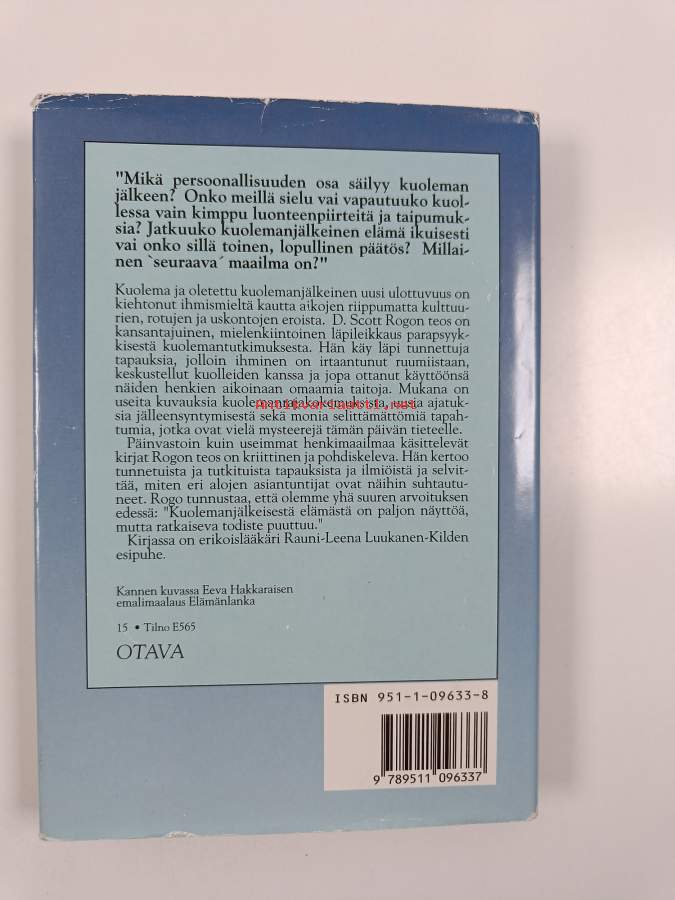 "Mikä persoonallisuuden osa säilyy kuoleman
jälkeen? Onko meillä sielu vai vapautuuko kuol-
lessa vain kimppu luonteenpiirteitä ja taipumuk-
sia? Jatkuuko kuolemanjälkeinen elämä ikuisesti
vai onko sillä toinen, lopullinen päätös? Millai-
nen `seuraava´ maailma on?"
Kuolema ja oletettu kuolemanjälkeinen uusi ulottuvuus on
kiehtonut ihmismieltä kautta aikojen riippumatta kulttuu-
rien, rotujen ja uskontojen eroista. D. Scott Rogon teos on
kansantajuinen, mielenkiintoinen läpileikkaus parapsyyk-
kisestä kuolemantutkimuksesta. Hän käy läpi tunnettuja
tapauksia, jolloin ihminen on irtaantunut ruumiistaan,
keskustellut kuolleiden kanssa ja jopa ottanut käyttöönsä
näiden henkien aikoinaan omaamia taitoja. Mukana on
useita kuvauksia kuolemanrajakokemuksista, uusia ajatuk-
Antikvariaatti.net
sia jälleensyntymisestä sekä monia selittämättömiä tapah-
tumia, jotka ovat vielä mysteerejä tämän päivän tieteelle.
Päinvastoin kuin useimmat henkimaailmaa käsittelevät
kirjat Rogon teos on kriittinen ja pohdiskeleva. Hän kertoo
tunnetuista ja tutkituista tapauksista ja ilmiöistä ja selvit-
tää, miten eri alojen asiantuntijat ovat näihin suhtautu-
neet. Rogo tunnustaa, että olemme yhä suuren arvoituksen
edessä: "Kuolemanjälkeisestä elämästä on paljon näyttöä,
mutta ratkaiseva todiste puuttuu."
Kirjassa on erikoislääkäri Rauni-Leena Luukanen-Kilden
esipuhe.
Kannen kuvassa Eeva Hakkaraisen
emalimaalaus Elämänlanka
15 • Tilno E565
OTAVA
ISBN 951-1-09633-8
9 789511 096337